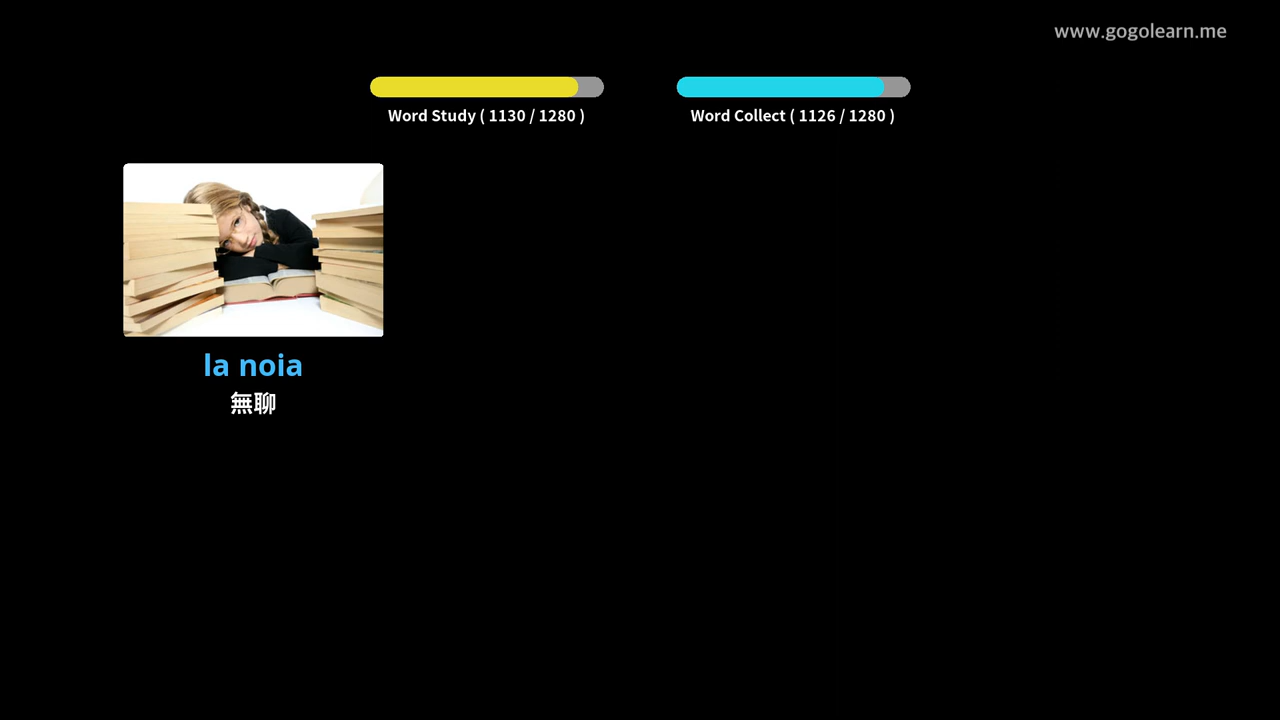 www.gogolearn.me
Word Study ( 1130 / 1280 )
Word Collect ( 1126 / 1280 )
la noia
無聊